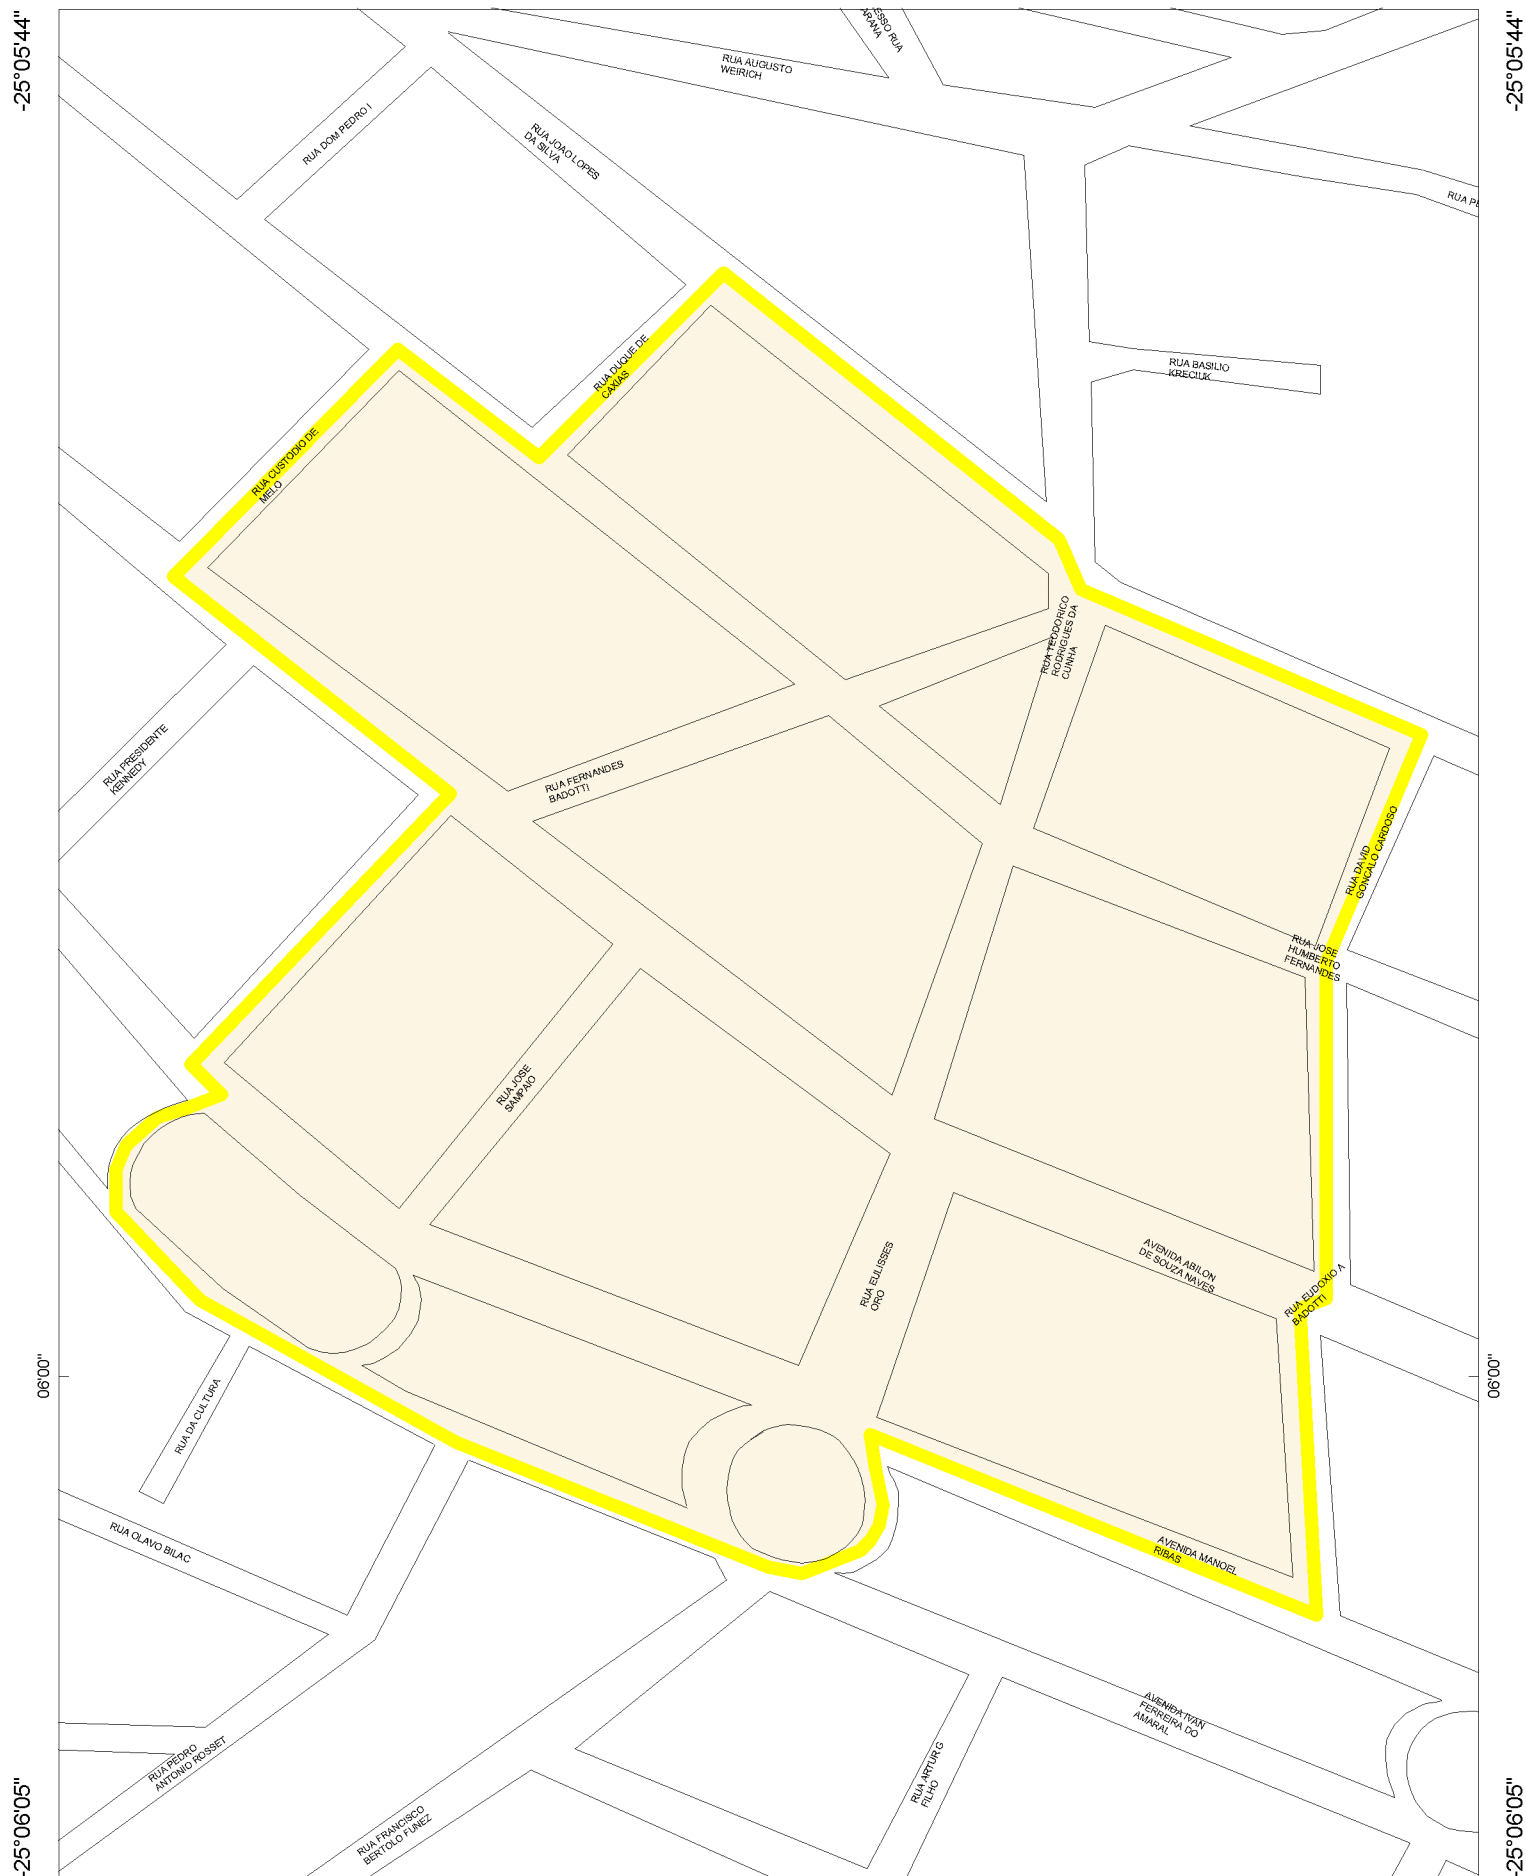 -25°05'44"
-25°05'44"
ESSO RUA
ARANA
RUA AUGUSTO
WEIRICH
RUA DOM PEDRO I
RUA JOAO LOPES
DA SILVA
RUA PE
RUA BASILIO
KRECIUK
RUA DUQUE DE
CAXIAS
RUA CUSTODIO DE
MELO
RUA TEODORICO
RODRIGUES DA
CUNHA
RUA PRESIDENTE
KENNEDY
RUA FERNANDES
BADOTTI
RUA DAVID
GONCALO CARDOSO
RUA JOSE
HUMBERTO
FERNANDES
RUA JOSE
SAMPAIO
RUA EULISSES
ORO
AVENIDA ABILON
DE SOUZA NAVES
RUA EUDOXIO A
BADOTTI
06'00"
06'00"
RUA DA CULTURA
RUA OLAVO BILAC
AVENIDA MANOEL
RIBAS
AVENIDA IVAN
FERREIRA DO
AMARAL
RUA PEDRO
ANTONIO ROSSET
RUA ARTUR G
FILHO
RUA FRANCISCO
BERTOLO FUNEZ
-25°06'05"
-25°06'05"